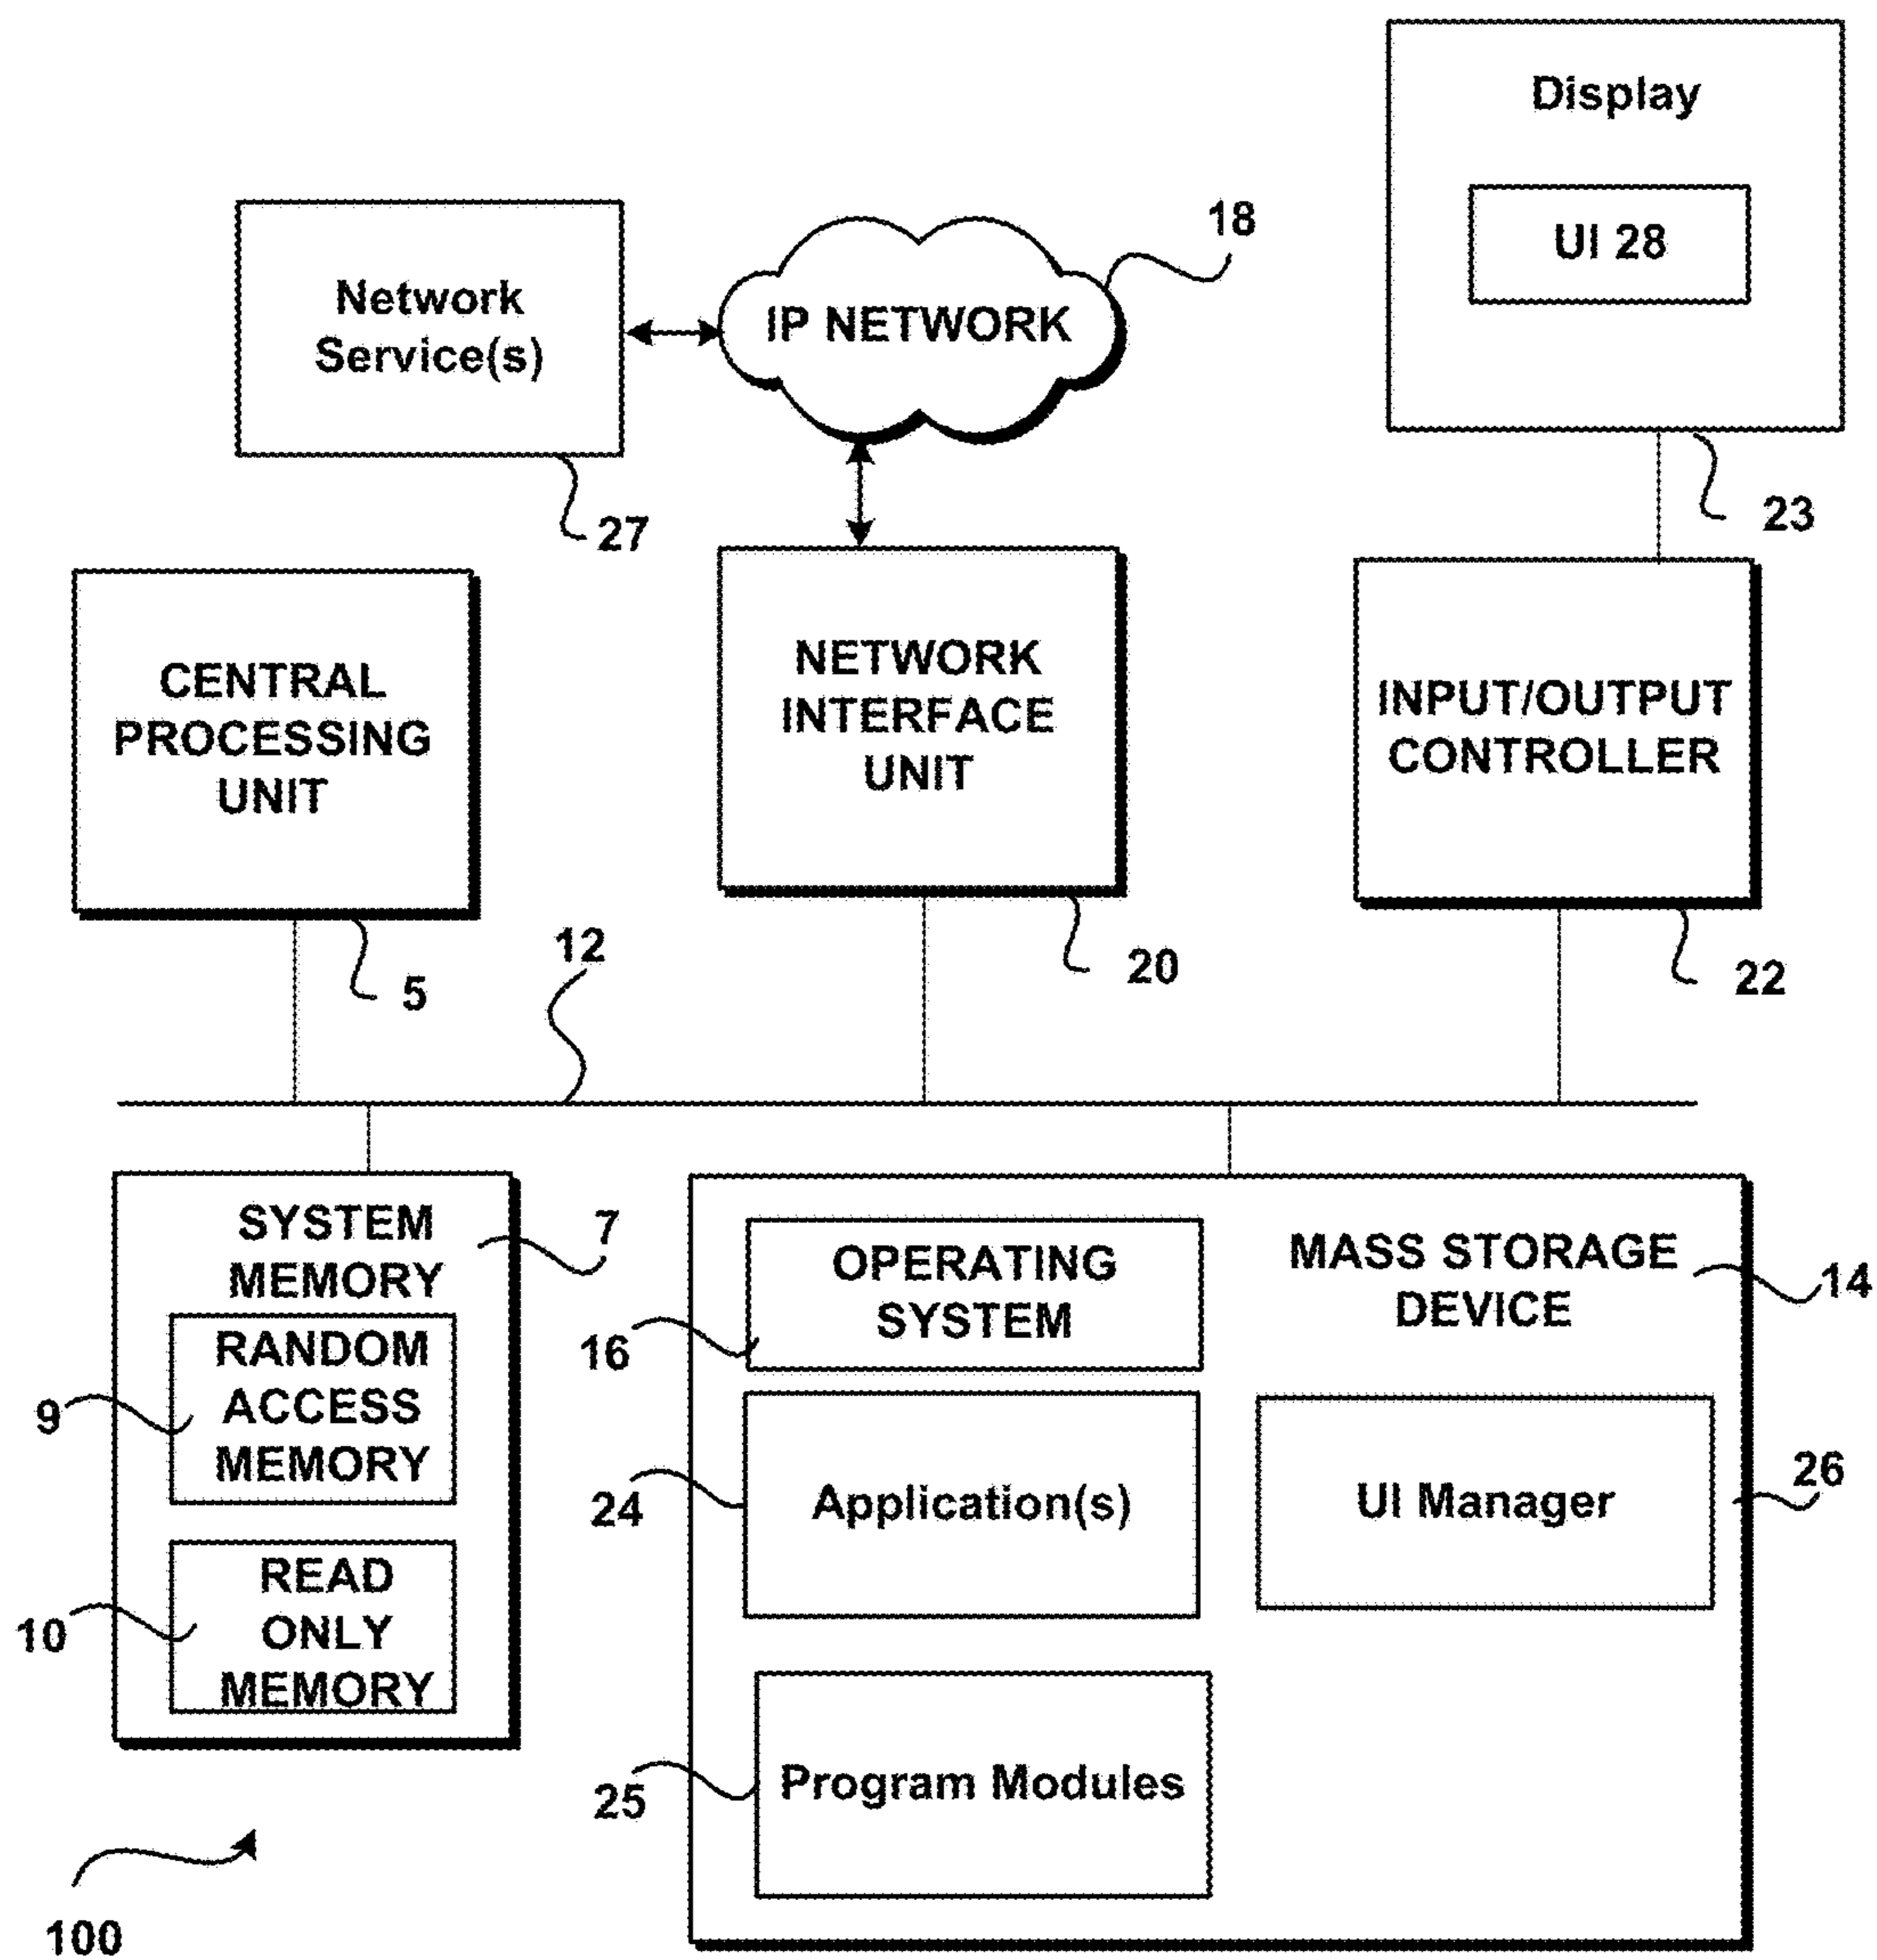 Display
UI 28
23
Network
Service(s)
27
IP NETWORK
18
CENTRAL
PROCESSING
UNIT
5
NETWORK
INTERFACE
UNIT
20
INPUT/OUTPUT
CONTROLLER
22
12
SYSTEM
MEMORY
7
RANDOM
ACCESS
MEMORY
9
READ
ONLY
MEMORY
10
MASS STORAGE
DEVICE
14
OPERATING
SYSTEM
16
Application(s)
24
UI Manager
26
Program Modules
25
100